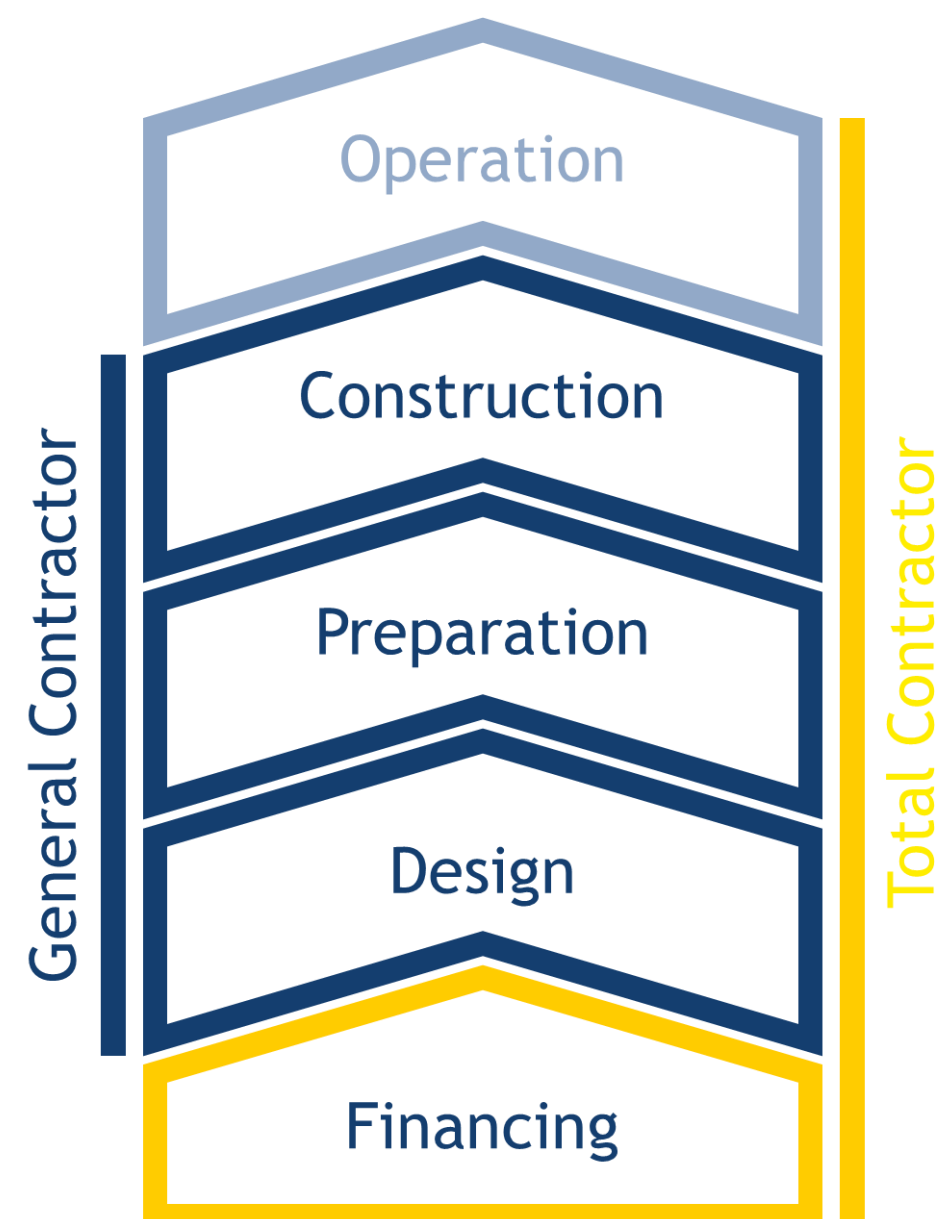 Operation
Construction
Preparation
Design
Financing
General Contractor
Total Contractor